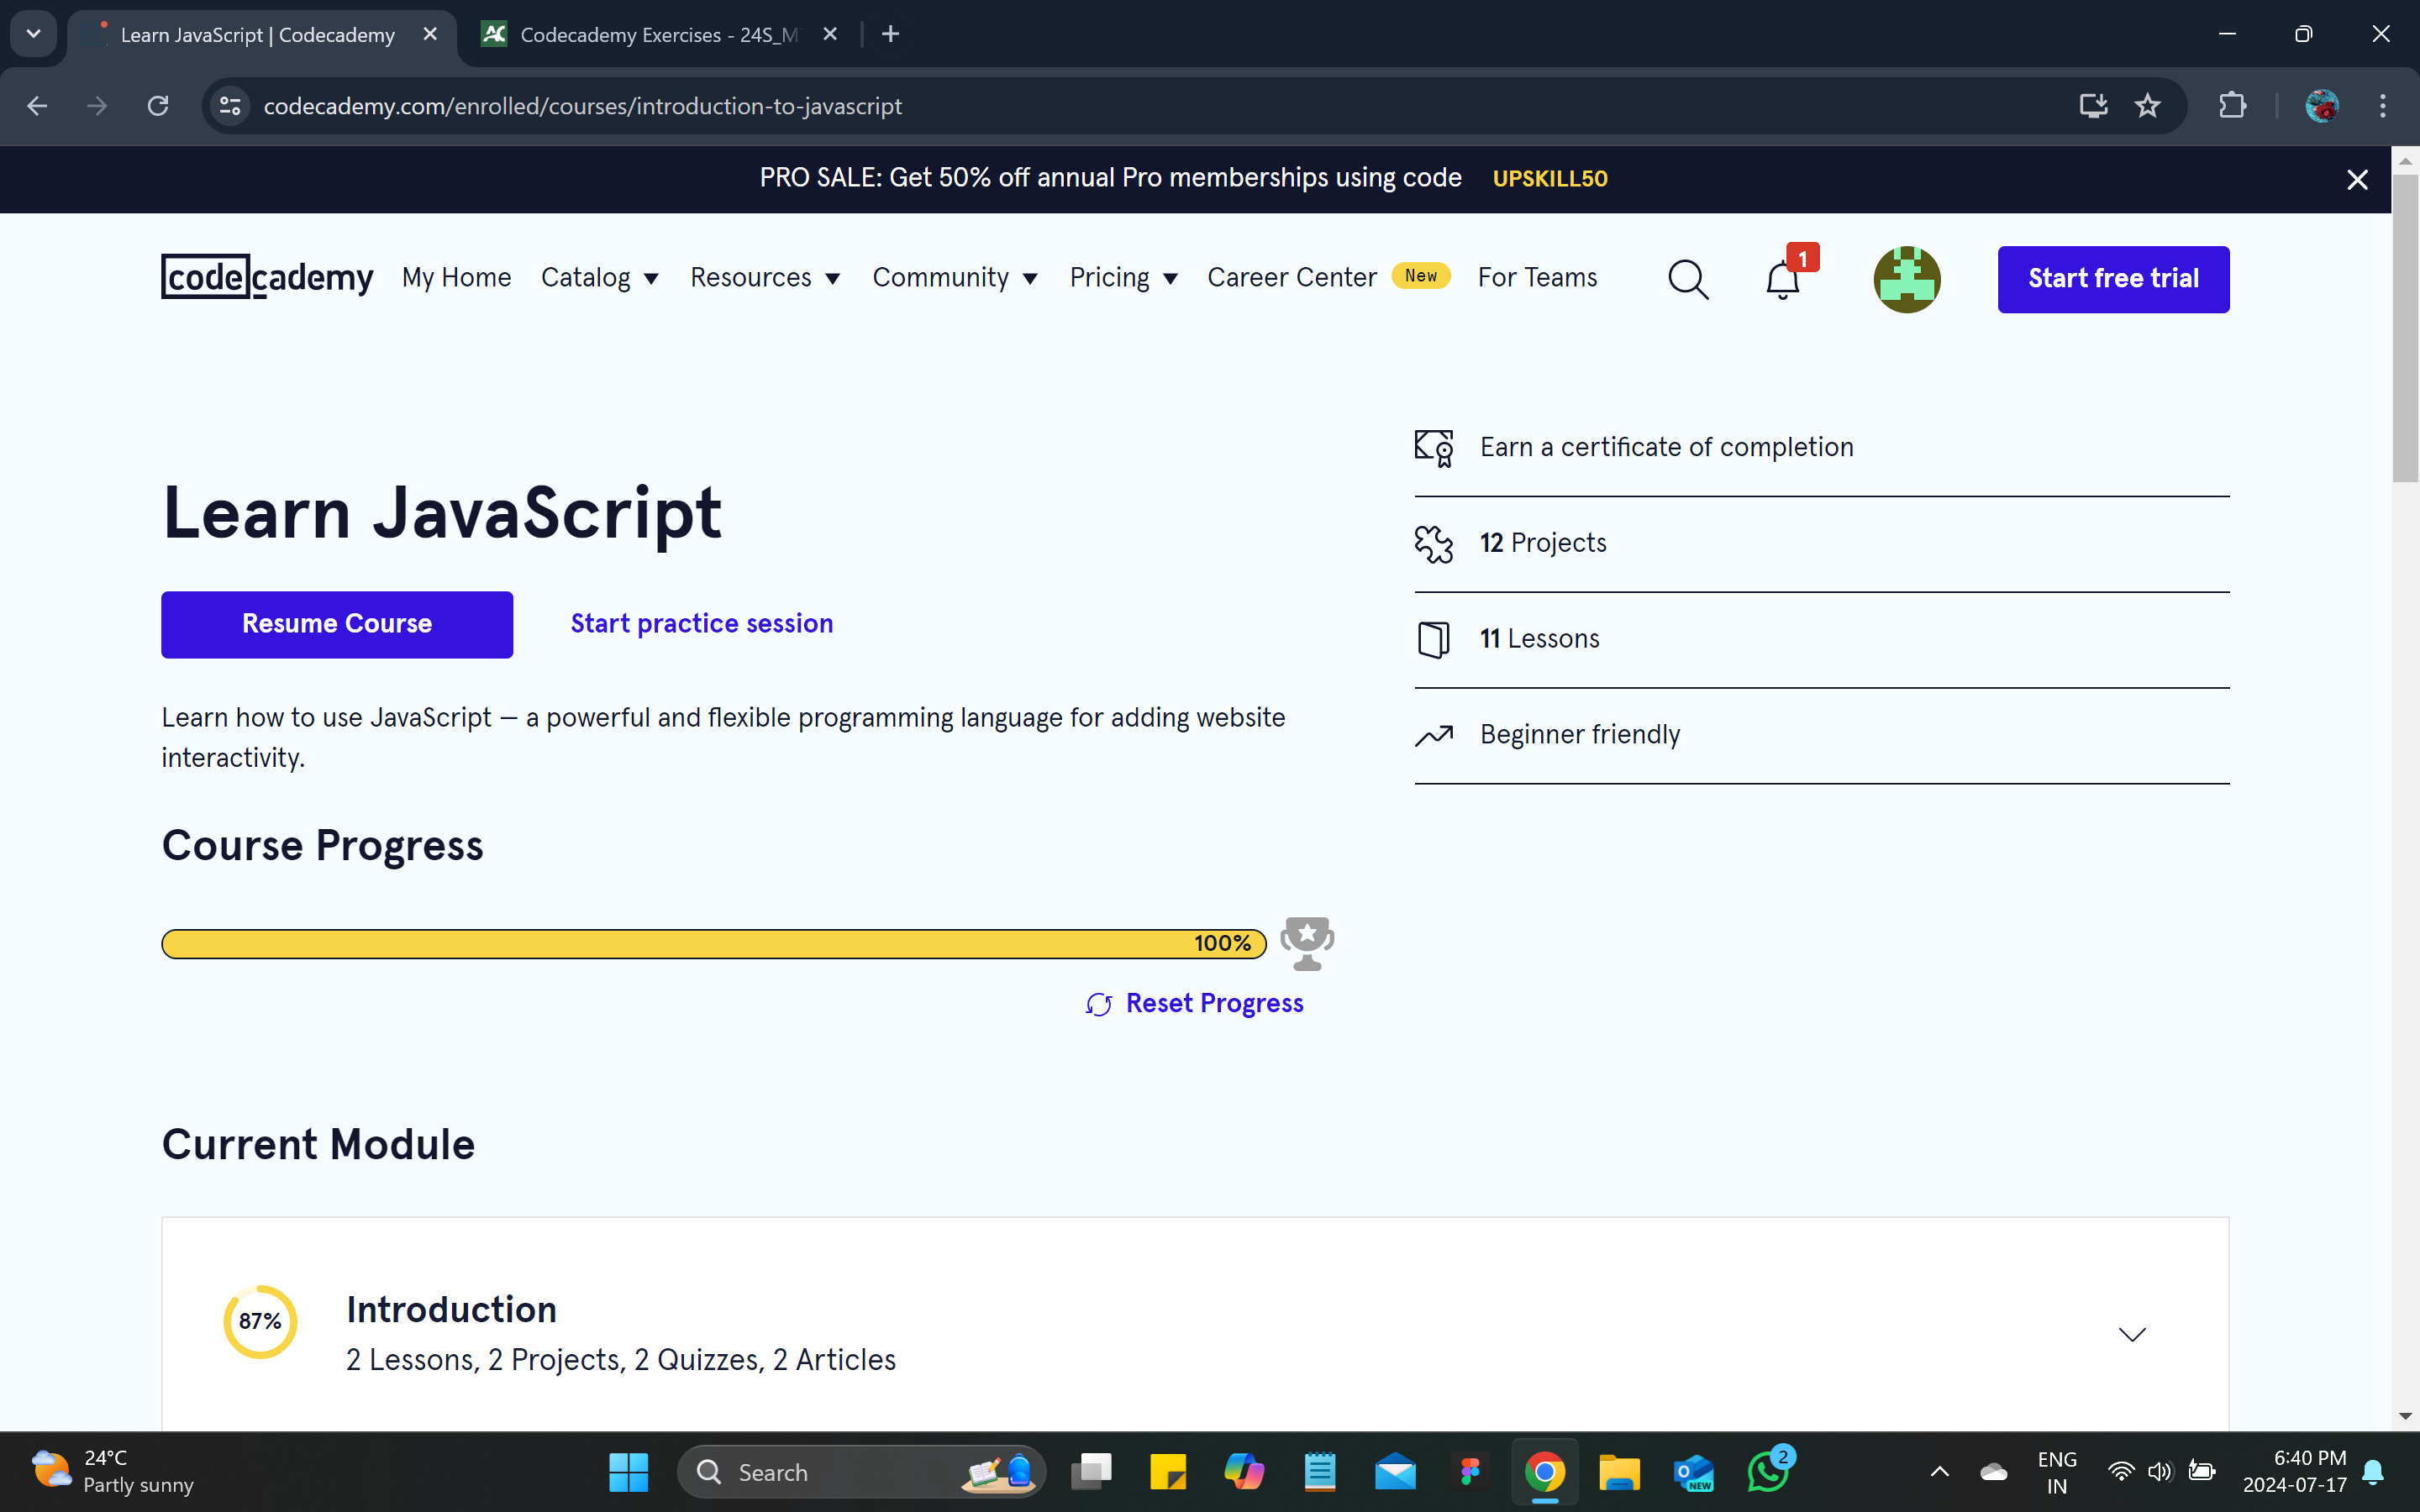 Learn JavaScript | Codecademy
Codecademy Exercises - 24S_M
codecademy.com/enrolled/courses/introduction-to-javascript
PRO SALE: Get 50% off annual Pro memberships using code UPSKILL50
codecademy My Home Catalog Resources Community Pricing Career Center New For Teams 1 Start free trial
Learn JavaScript
Resume Course Start practice session
Learn how to use JavaScript — a powerful and flexible programming language for adding website
interactivity.
Earn a certificate of completion
12 Projects
11 Lessons
Beginner friendly
Course Progress
100%
Reset Progress
Current Module
87%
Introduction
2 Lessons, 2 Projects, 2 Quizzes, 2 Articles
24°C
Partly sunny
Search
NEW
2
ENG
IN
6:40 PM
2024-07-17